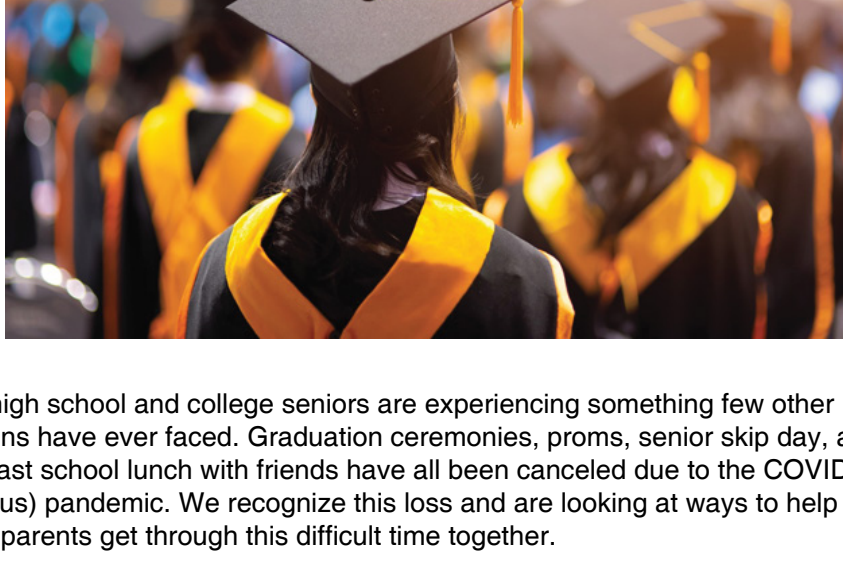 high school and college seniors are experiencing something few other
ns have ever faced. Graduation ceremonies, proms, senior skip day, a
ast school lunch with friends have all been canceled due to the COVID
us) pandemic. We recognize this loss and are looking at ways to help
parents get through this difficult time together.